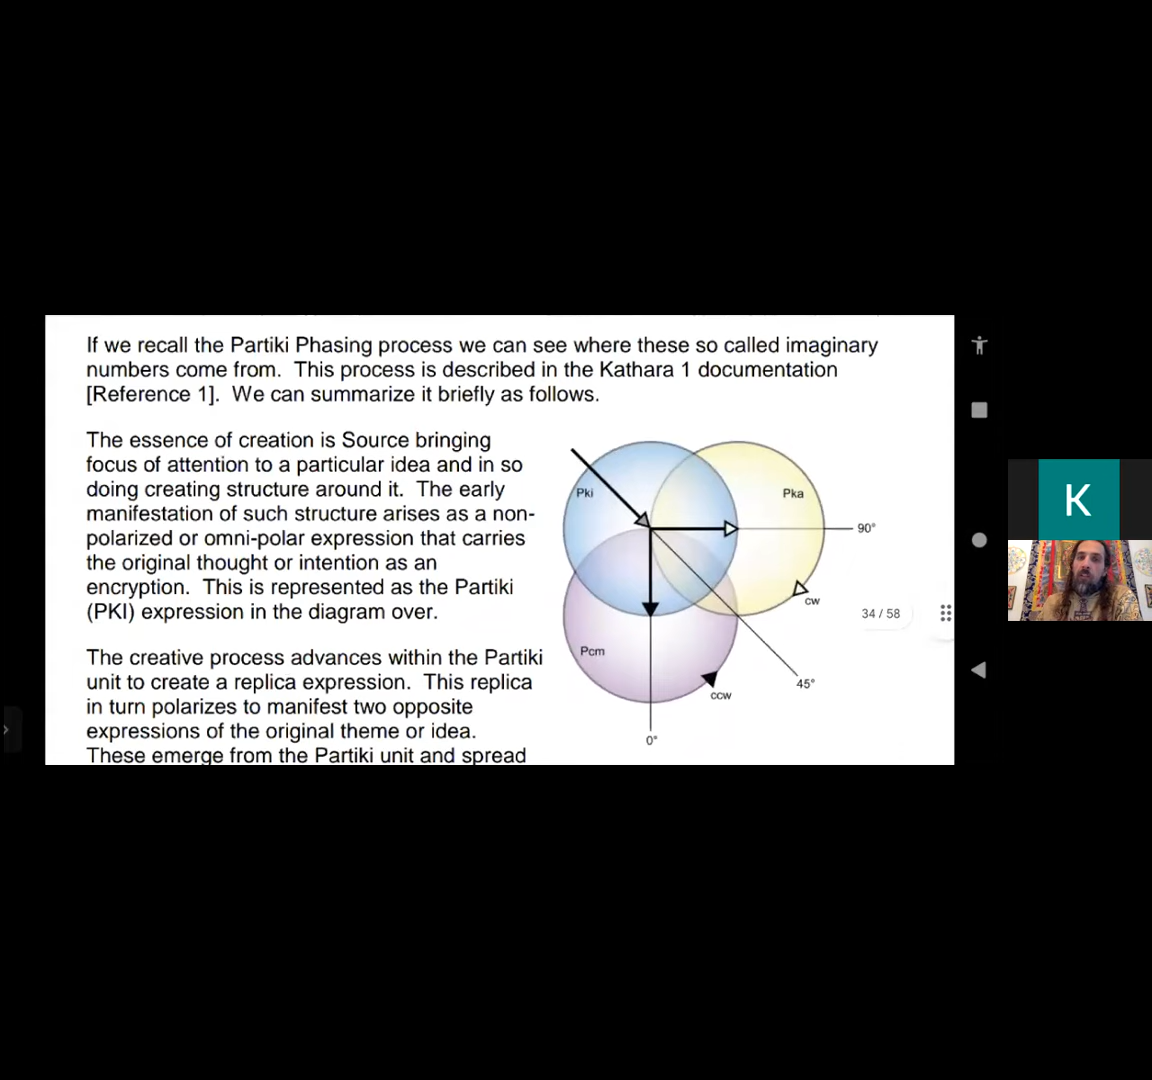 If we recall the Partiki Phasing process we can see where these so called imaginary
numbers come from.  This process is described in the Kathara 1 documentation
[Reference 1].  We can summarize it briefly as follows.
The essence of creation is Source bringing
focus of attention to a particular idea and in so
doing creating structure around it.  The early
manifestation of such structure arises as a non-
polarized or omni-polar expression that carries
the original thought or intention as an
encryption.  This is represented as the Partiki
(PKI) expression in the diagram over.
The creative process advances within the Partiki
unit to create a replica expression.  This replica
in turn polarizes to manifest two opposite
expressions of the original theme or idea.
These emerge from the Partiki unit and spread
Pki
Pka
90°
cw
Pcm
ccw
45°
0°
34 / 58
K